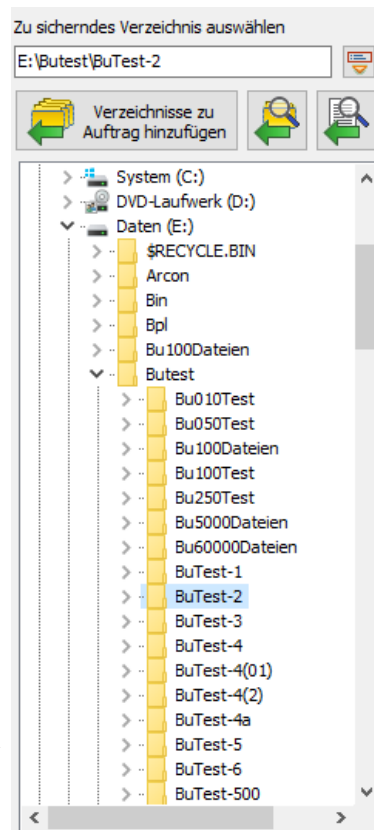 Zu sicherndes Verzeichnis auswählen
E:\Butest\BuTest-2
Verzeichnisse zu
Auftrag hinzufügen
System (C:)
DVD-Laufwerk (D:)
Daten (E:)
$RECYCLE.BIN
Arcon
Bin
Bpl
Bu100Dateien
Butest
Bu010Test
Bu050Test
Bu100Dateien
Bu100Test
Bu250Test
Bu5000Dateien
Bu60000Dateien
BuTest-1
BuTest-2
BuTest-3
BuTest-4
BuTest-4(01)
BuTest-4(2)
BuTest-4a
BuTest-5
BuTest-6
BuTest-500